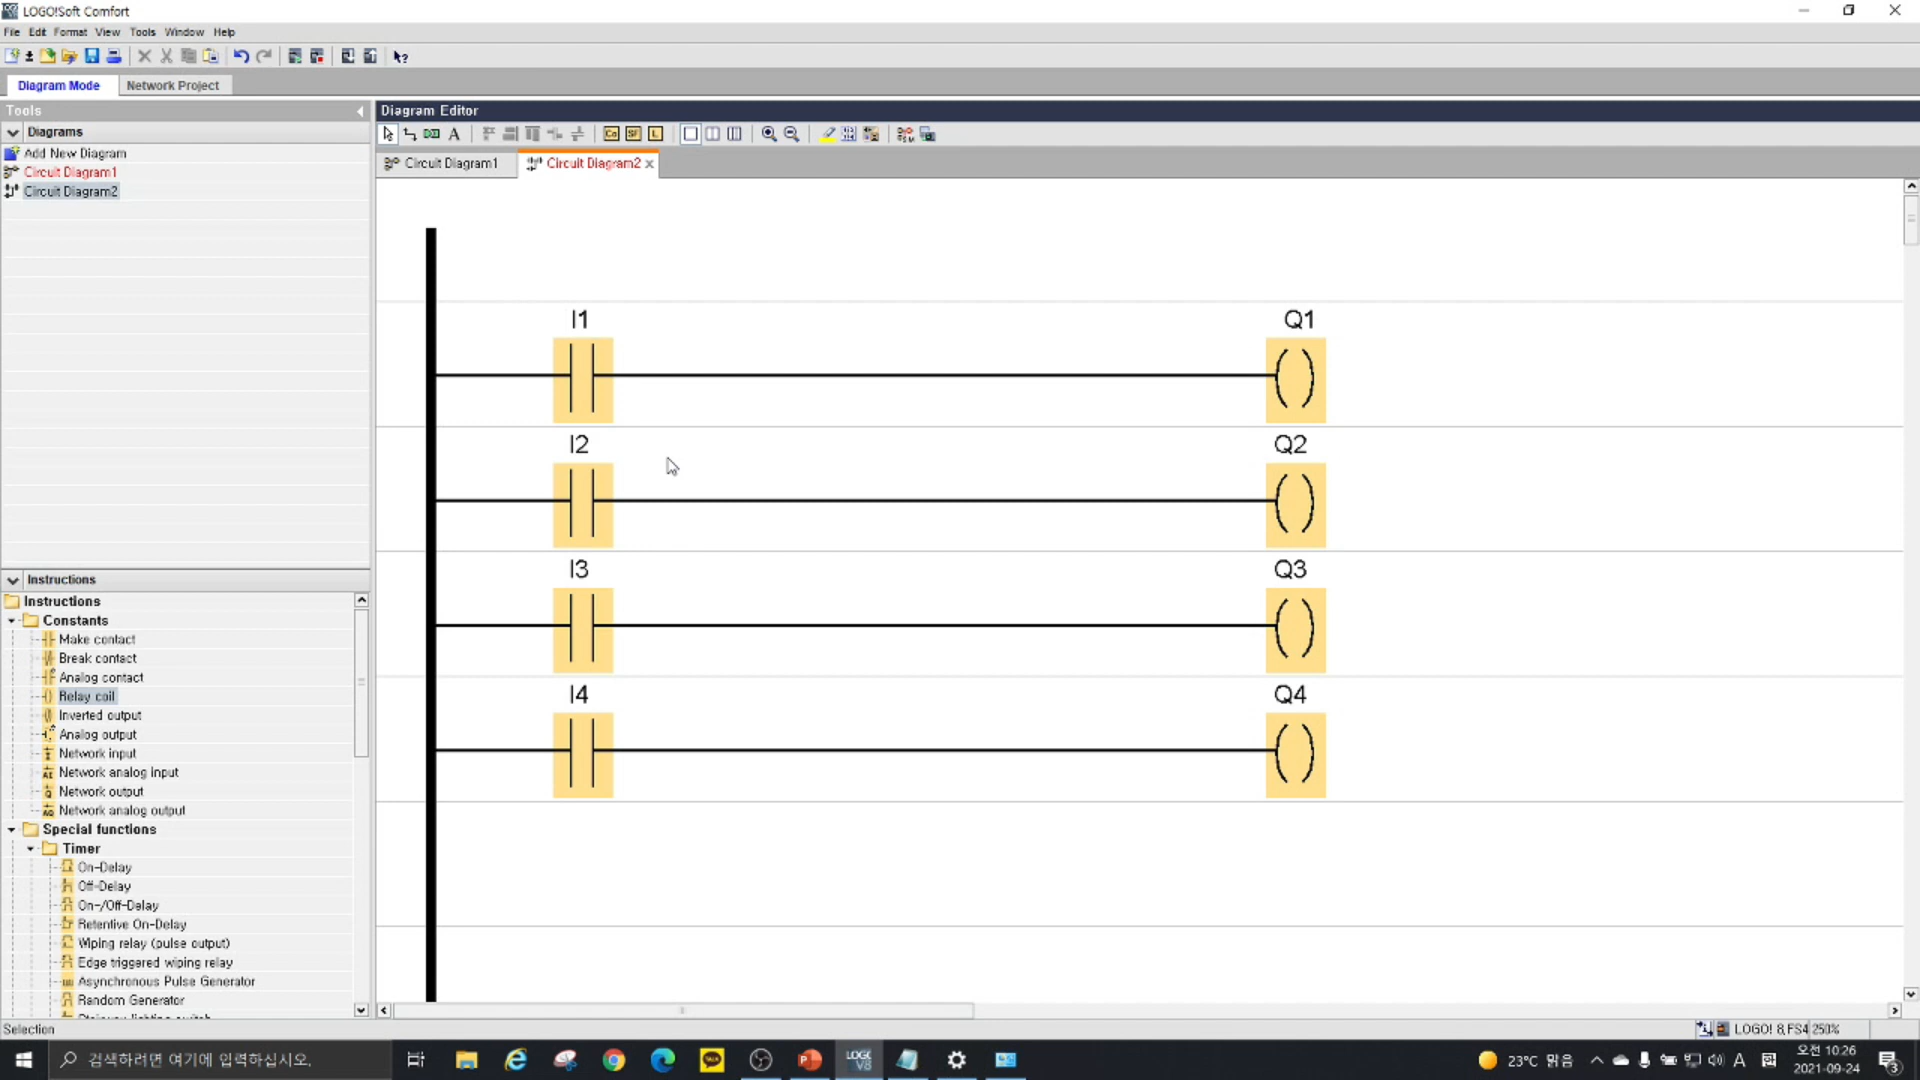 LOGO!Soft Comfort
File Edit Format View Tools Window Help
Diagram Mode Network Project
Tools
Diagrams
Add New Diagram
Circuit Diagram1
Circuit Diagram2
Instructions
Instructions
Constants
Make contact
Break contact
Analog contact
Relay coil
Inverted output
Analog output
Network input
Network analog input
Network output
Network analog output
Special functions
Timer
On-Delay
Off-Delay
On-/Off-Delay
Retentive On-Delay
Wiping relay (pulse output)
Edge triggered wiping relay
Asynchronous Pulse Generator
Random Generator
Selection
Diagram Editor
A Co SF L
Circuit Diagram1 Circuit Diagram2
I1 Q1
I2 Q2
I3 Q3
I4 Q4
LOGO! 8.FS4 250%
검색하려면 여기에 입력하십시오.
TALK
23°C 맑음 A
오전 10:26
2021-09-24
3